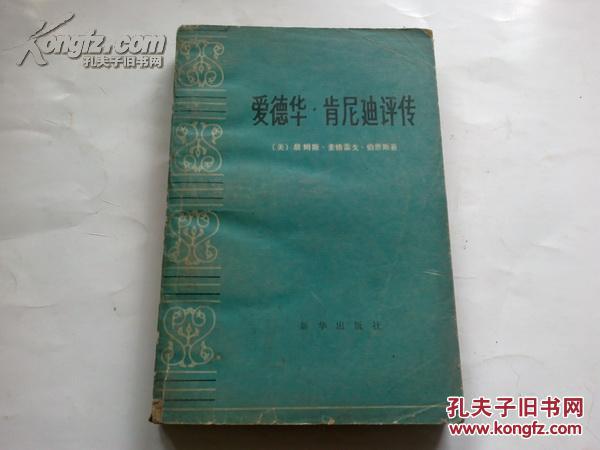 Kongfz.com
孔夫子旧书网
爱德华·肯尼迪评传
〔美〕詹姆斯·麦格雷戈·伯恩斯著
新华出版社
孔夫子旧书网
www.kongfz.com